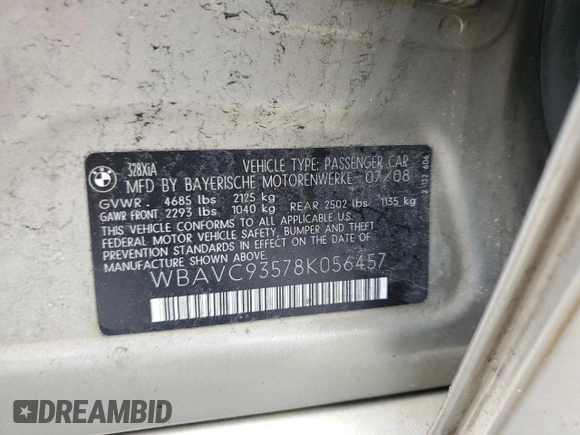 BMW
328XiA
VEHICLE TYPE: PASSENGER CAR
MFD BY BAYERISCHE MOTORENWERKE 07/08
GVWR 4685 lbs 2125 kg
GAWR FRONT 2293 lbs 1040 kg REAR 2502 lbs 1135 kg
THIS VEHICLE CONFORMS TO ALL APPLICABLE
FEDERAL MOTOR VEHICLE SAFETY, BUMPER AND THEFT
PREVENTION STANDARDS IN EFFECT ON THE DATE OF
MANUFACTURE SHOWN ABOVE.
WBAVC93578K056457
DREAMBID